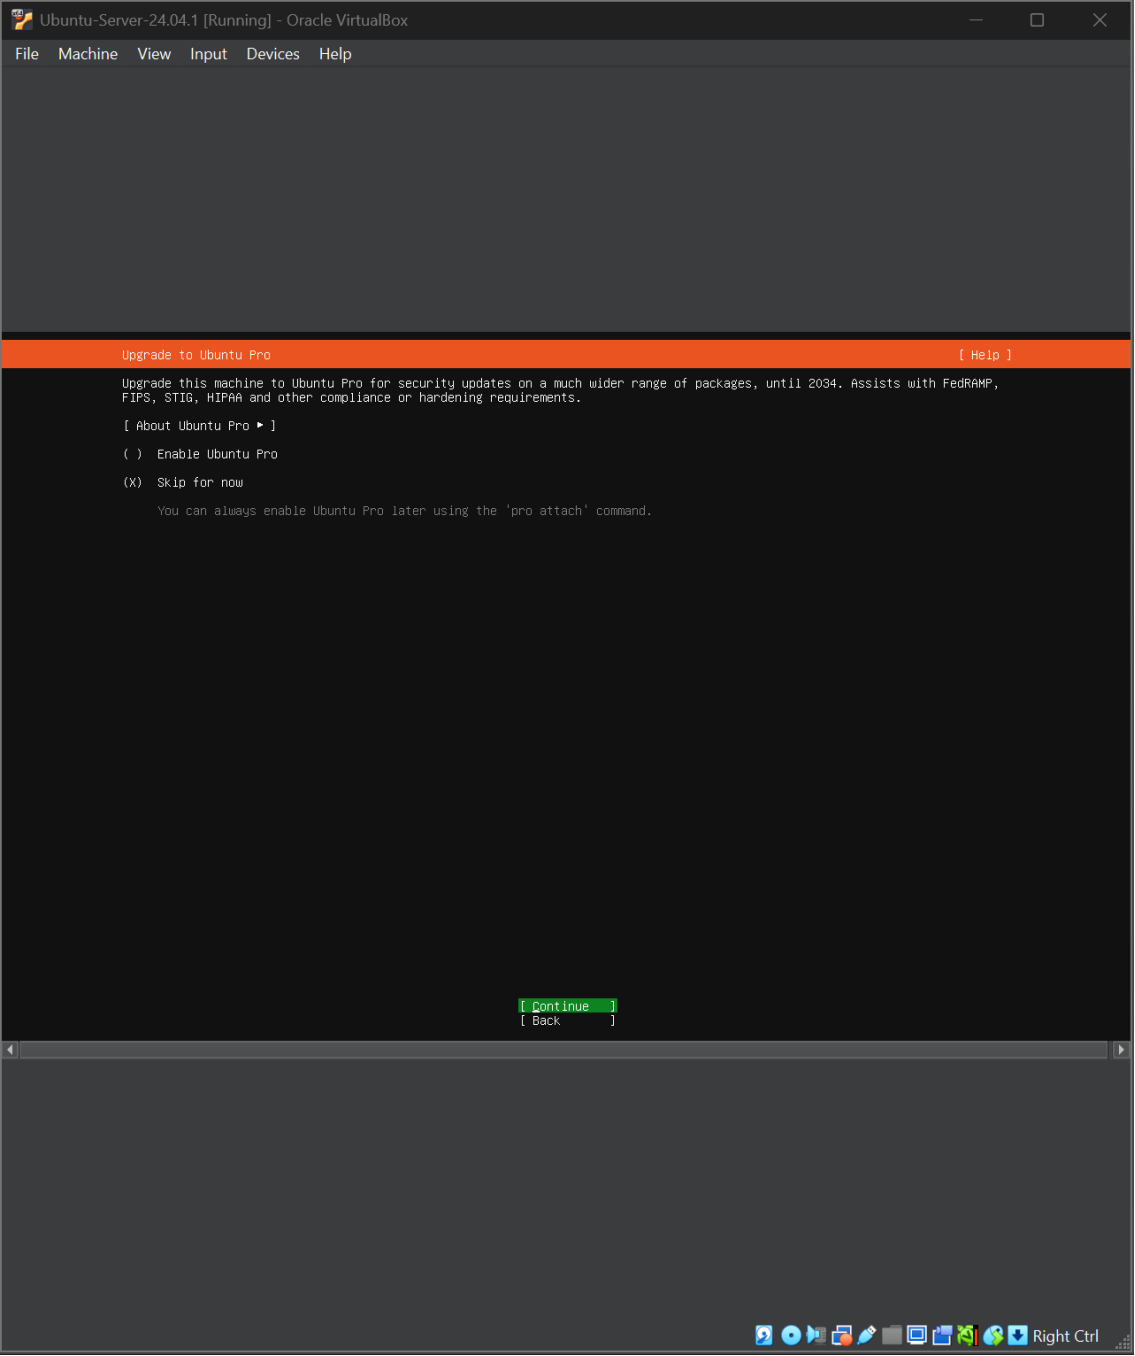 Ubuntu-Server-24.04.1 [Running] - Oracle VirtualBox
File Machine View Input Devices Help
Upgrade to Ubuntu Pro [ Help ]
Upgrade this machine to Ubuntu Pro for security updates on a much wider range of packages, until 2034. Assists with FedRAMP,
FIPS, STIG, HIPAA and other compliance or hardening requirements.
[ About Ubuntu Pro ▸ ]
( ) Enable Ubuntu Pro
(X) Skip for now
You can always enable Ubuntu Pro later using the 'pro attach' command.
[ Continue ]
[ Back ]
Right Ctrl